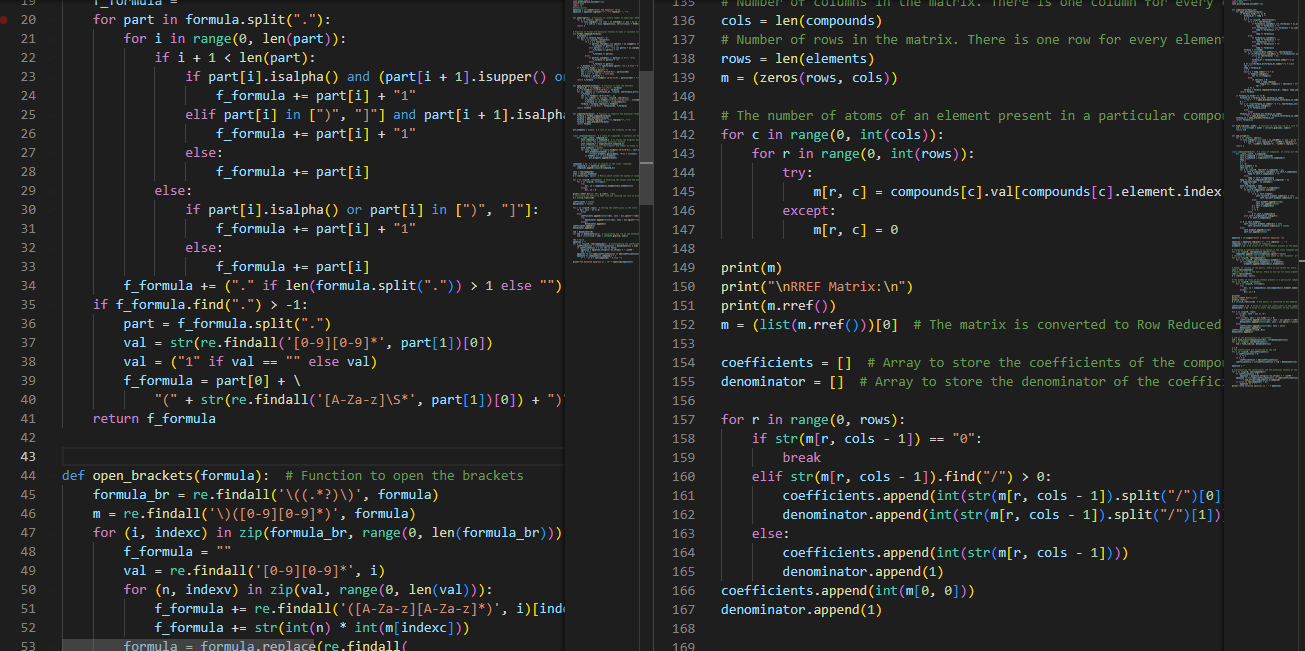 19 f_formula =
20 for part in formula.split("."):
21 for i in range(0, len(part)):
22 if i + 1 < len(part):
23 if part[i].isalpha() and (part[i + 1].isupper() or
24 f_formula += part[i] + "1"
25 elif part[i] in [")", "]"] and part[i + 1].isalpha
26 f_formula += part[i] + "1"
27 else:
28 f_formula += part[i]
29 else:
30 if part[i].isalpha() or part[i] in [")", "]"]:
31 f_formula += part[i] + "1"
32 else:
33 f_formula += part[i]
34 f_formula += ("." if len(formula.split(".")) > 1 else "")
35 if f_formula.find(".") > -1:
36 part = f_formula.split(".")
37 val = str(re.findall('[0-9][0-9]*', part[1])[0])
38 val = ("1" if val == "" else val)
39 f_formula = part[0] + \
40 "(" + str(re.findall('[A-Za-z]\S*', part[1])[0]) + ")"
41 return f_formula
42
43
44 def open_brackets(formula):  # Function to open the brackets
45 formula_br = re.findall('\((.*?)\)', formula)
46 m = re.findall('\)([0-9][0-9]*)', formula)
47 for (i, indexc) in zip(formula_br, range(0, len(formula_br))):
48 f_formula = ""
49 val = re.findall('[0-9][0-9]*', i)
50 for (n, indexv) in zip(val, range(0, len(val))):
51 f_formula += re.findall('([A-Za-z][A-Za-z]*)', i)[inde
52 f_formula += str(int(n) * int(m[indexc]))
53 formula = formula.replace(re.findall(
135 # Number of columns in the matrix. There is one column for every
136 cols = len(compounds)
137 # Number of rows in the matrix. There is one row for every element
138 rows = len(elements)
139 m = (zeros(rows, cols))
140
141 # The number of atoms of an element present in a particular compou
142 for c in range(0, int(cols)):
143 for r in range(0, int(rows)):
144 try:
145 m[r, c] = compounds[c].val[compounds[c].element.index
146 except:
147 m[r, c] = 0
148
149 print(m)
150 print("\nRREF Matrix:\n")
151 print(m.rref())
152 m = (list(m.rref()))[0]  # The matrix is converted to Row Reduced
153
154 coefficients = []  # Array to store the coefficients of the compou
155 denominator = []  # Array to store the denominator of the coeffic
156
157 for r in range(0, rows):
158 if str(m[r, cols - 1]) == "0":
159 break
160 elif str(m[r, cols - 1]).find("/") > 0:
161 coefficients.append(int(str(m[r, cols - 1]).split("/")[0]
162 denominator.append(int(str(m[r, cols - 1]).split("/")[1])
163 else:
164 coefficients.append(int(str(m[r, cols - 1])))
165 denominator.append(1)
166 coefficients.append(int(m[0, 0]))
167 denominator.append(1)
168
169